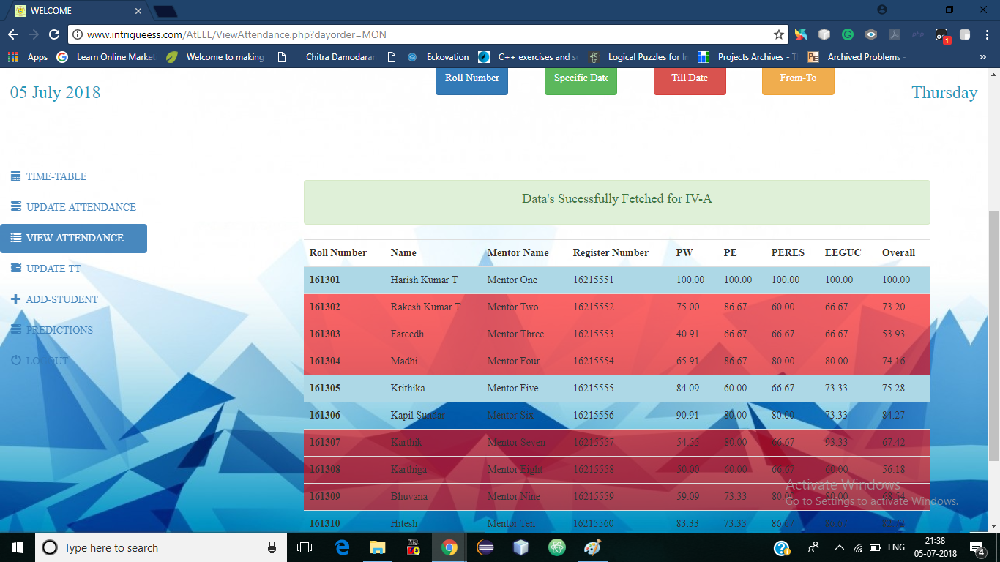 WELCOME
www.intrigueess.com/AtEEE/ViewAttendance.php?dayorder=MON
Apps Learn Online Market Welcome to making Chitra Damodaran Eckovation C++ exercises and so Logical Puzzles for In Projects Archives - T Archived Problems - »
Roll Number Specific Date Till Date From-To
05 July 2018 Thursday
TIME-TABLE
UPDATE ATTENDANCE
VIEW-ATTENDANCE
UPDATE TT
ADD-STUDENT
PREDICTIONS
LOGOUT
Data's Sucessfully Fetched for IV-A
Roll Number Name Mentor Name Register Number PW PE PERES EEGUC Overall
161301 Harish Kumar T Mentor One 16215551 100.00 100.00 100.00 100.00 100.00
161302 Rakesh Kumar T Mentor Two 16215552 75.00 86.67 60.00 66.67 73.20
161303 Fareedh Mentor Three 16215553 40.91 66.67 66.67 66.67 53.93
161304 Madhi Mentor Four 16215554 65.91 86.67 80.00 80.00 74.16
161305 Krithika Mentor Five 16215555 84.09 60.00 66.67 73.33 75.28
161306 Kapil Sundar Mentor Six 16215556 90.91 80.00 80.00 73.33 84.27
161307 Karthik Mentor Seven 16215557 54.55 80.00 66.67 93.33 67.42
161308 Karthiga Mentor Eight 16215558 50.00 60.00 66.67 60.00 56.18
161309 Bhuvana Mentor Nine 16215559 59.09 73.33 80.00 80.00 68.54
161310 Hitesh Mentor Ten 16215560 83.33 73.33 86.67 86.67
Activate Windows
Go to Settings to activate Windows.
Type here to search
ENG
21:38
05-07-2018
4